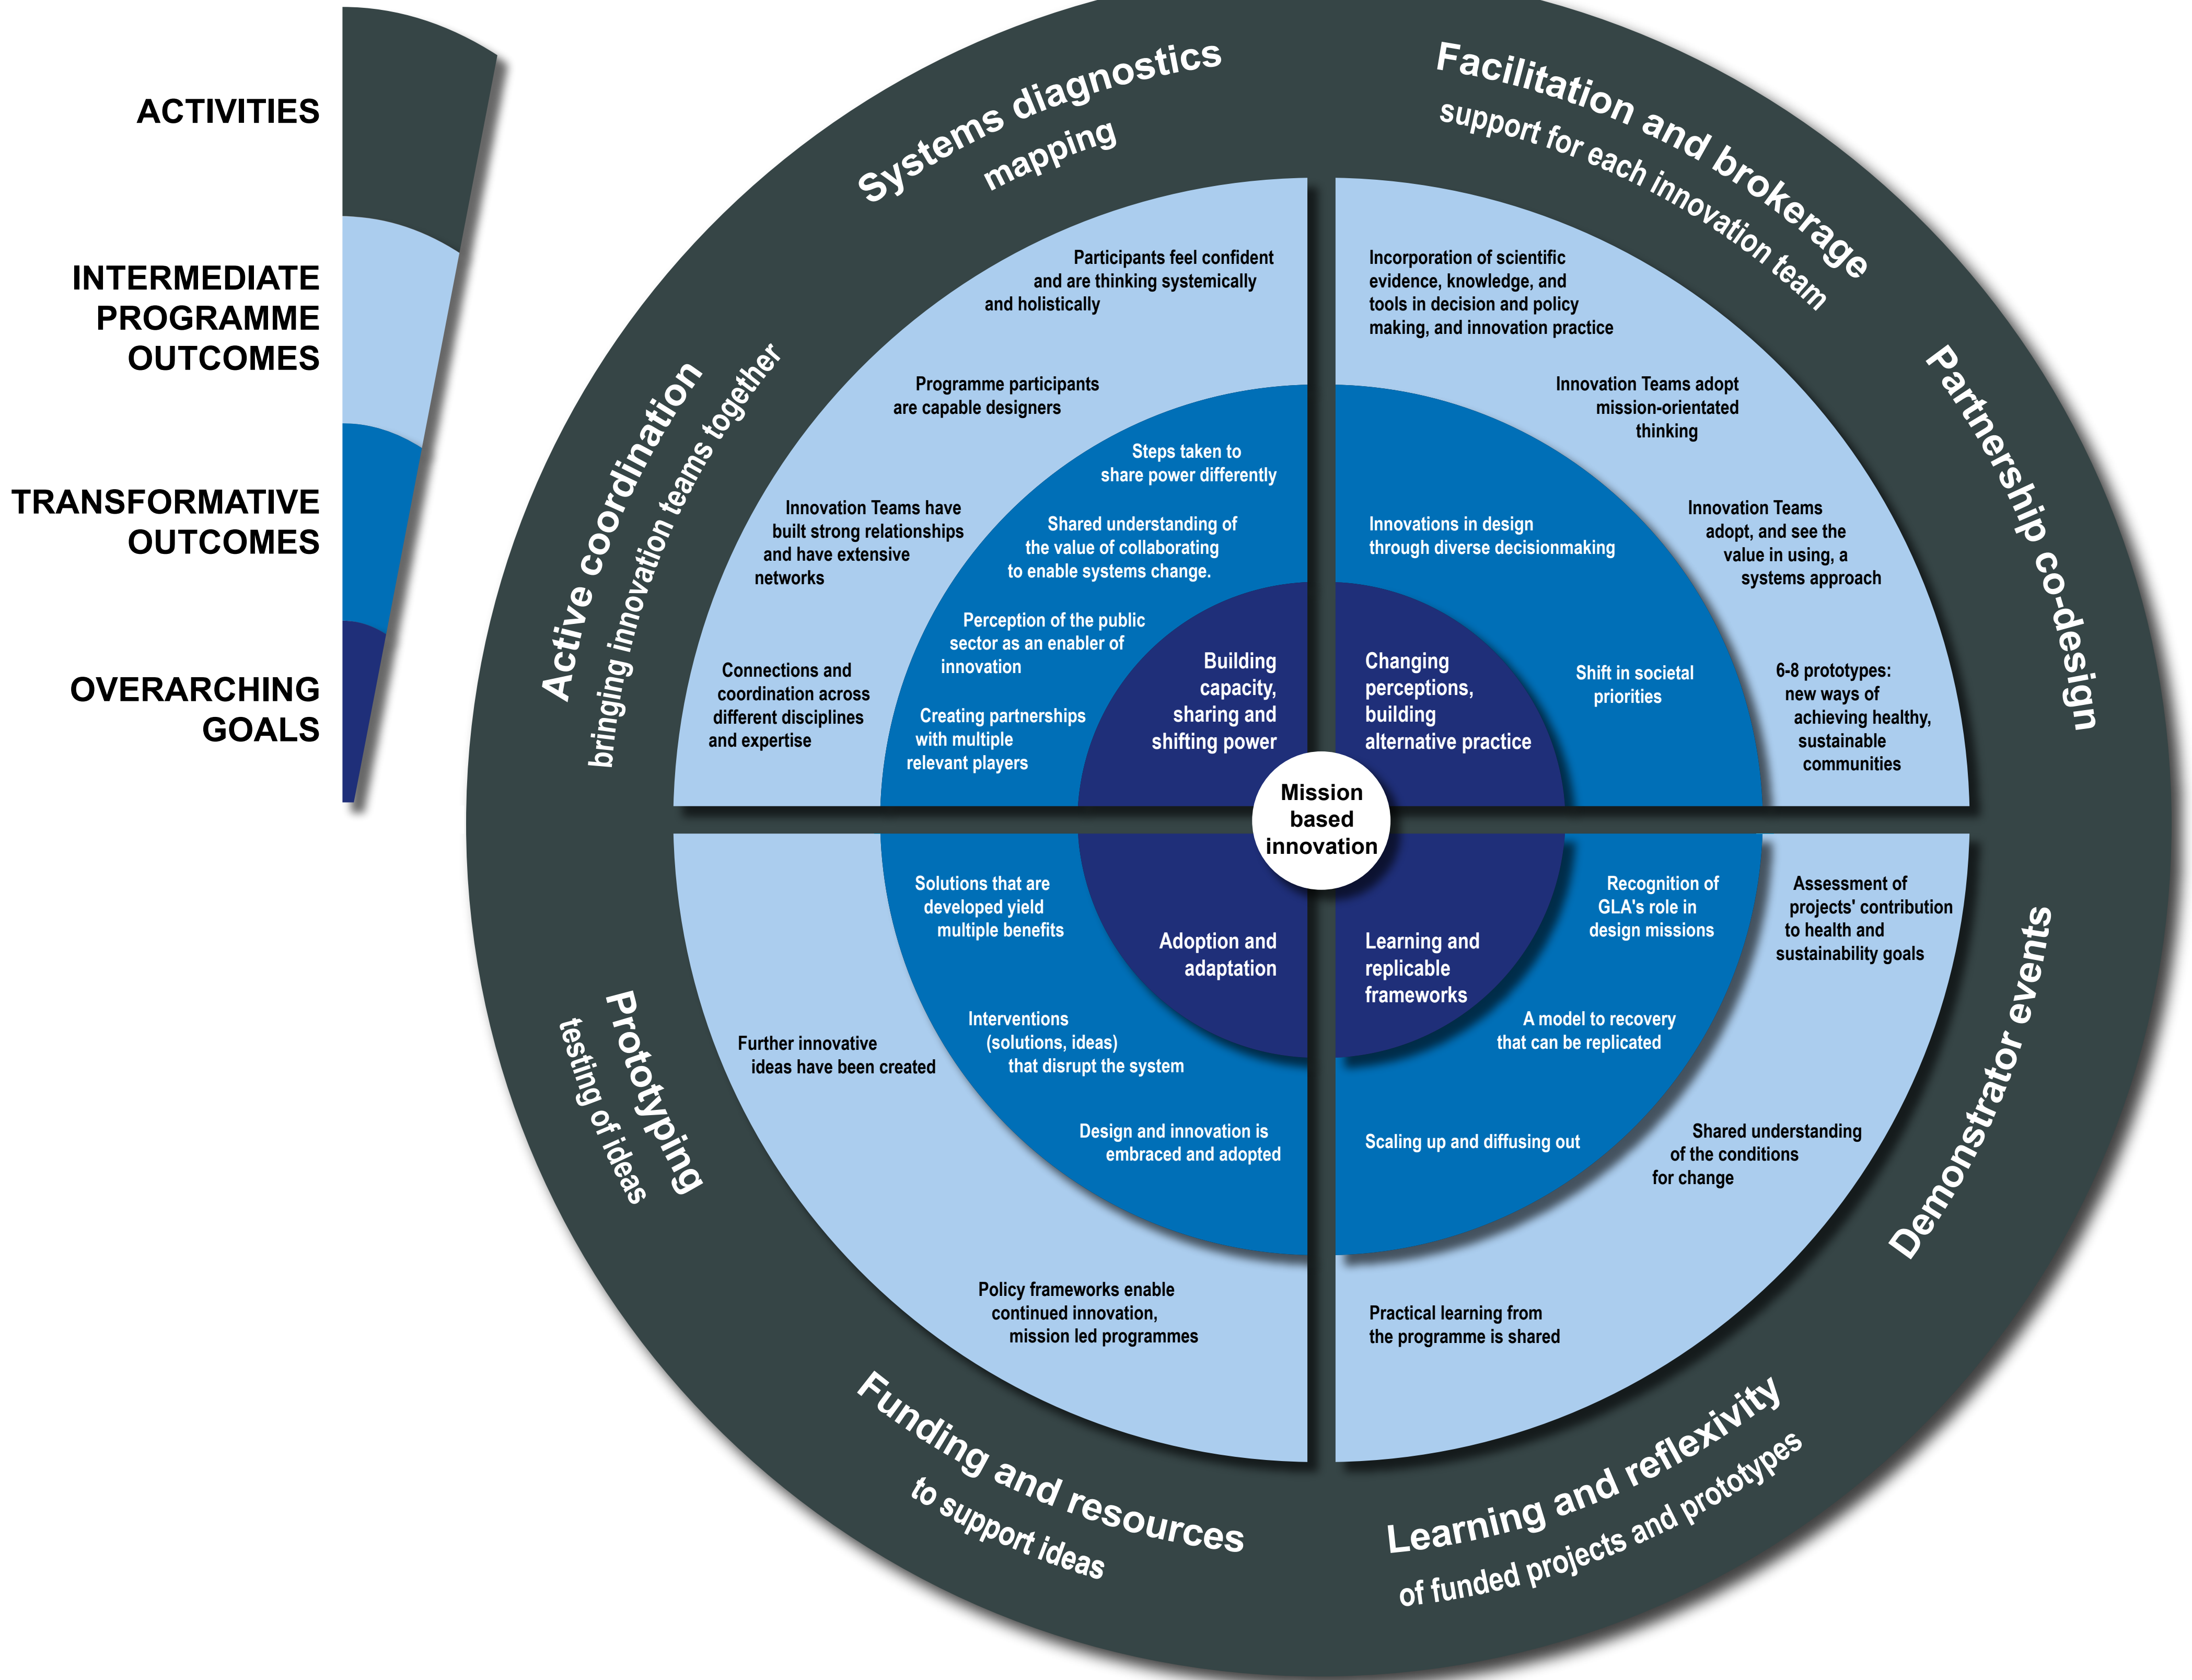 ACTIVITIES
INTERMEDIATE
PROGRAMME
OUTCOMES
TRANSFORMATIVE
OUTCOMES
OVERARCHING
GOALS
Systems diagnostics
mapping
Facilitation and brokerage
support for each innovation team
Active coordination
bringing innovation teams together
Partnership co-design
Participants feel confident
and are thinking systemically
and holistically
Programme participants
are capable designers
Innovation Teams have
built strong relationships
and have extensive
networks
Connections and
coordination across
different disciplines
and expertise
Steps taken to
share power differently
Shared understanding of
the value of collaborating
to enable systems change.
Perception of the public
sector as an enabler of
innovation
Creating partnerships
with multiple
relevant players
Building
capacity,
sharing and
shifting power
Incorporation of scientific
evidence, knowledge, and
tools in decision and policy
making, and innovation practice
Innovation Teams adopt
mission-orientated
thinking
Innovation Teams
adopt, and see the
value in using, a
systems approach
6-8 prototypes:
new ways of
achieving healthy,
sustainable
communities
Innovations in design
through diverse decisionmaking
Shift in societal
priorities
Changing
perceptions,
building
alternative practice
Mission
based
innovation
Solutions that are
developed yield
multiple benefits
Interventions
(solutions, ideas)
that disrupt the system
Design and innovation is
embraced and adopted
Adoption and
adaptation
Further innovative
ideas have been created
Policy frameworks enable
continued innovation,
mission led programmes
Learning and
replicable
frameworks
Recognition of
GLA's role in
design missions
A model to recovery
that can be replicated
Scaling up and diffusing out
Assessment of
projects' contribution
to health and
sustainability goals
Shared understanding
of the conditions
for change
Practical learning from
the programme is shared
Prototyping
testing of ideas
Demonstrator events
Funding and resources
to support ideas
Learning and reflexivity
of funded projects and prototypes